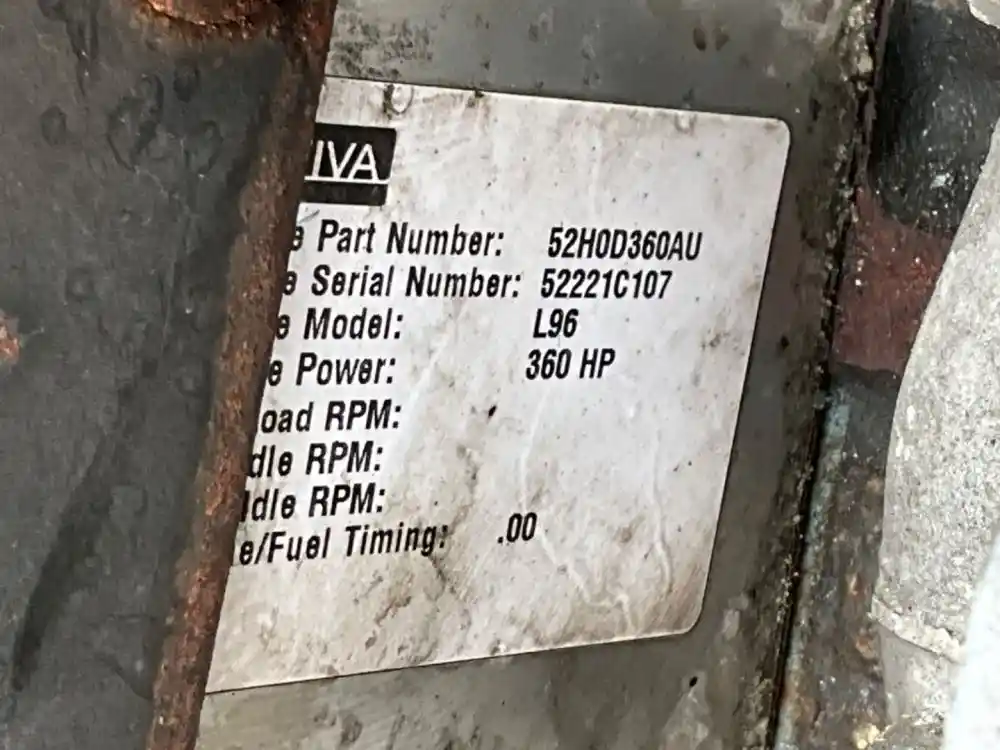 IVA
e Part Number: 52H0D360AU
e Serial Number: 52221C107
e Model: L96
e Power: 360 HP
oad RPM:
dle RPM:
Idle RPM:
e/Fuel Timing: .00